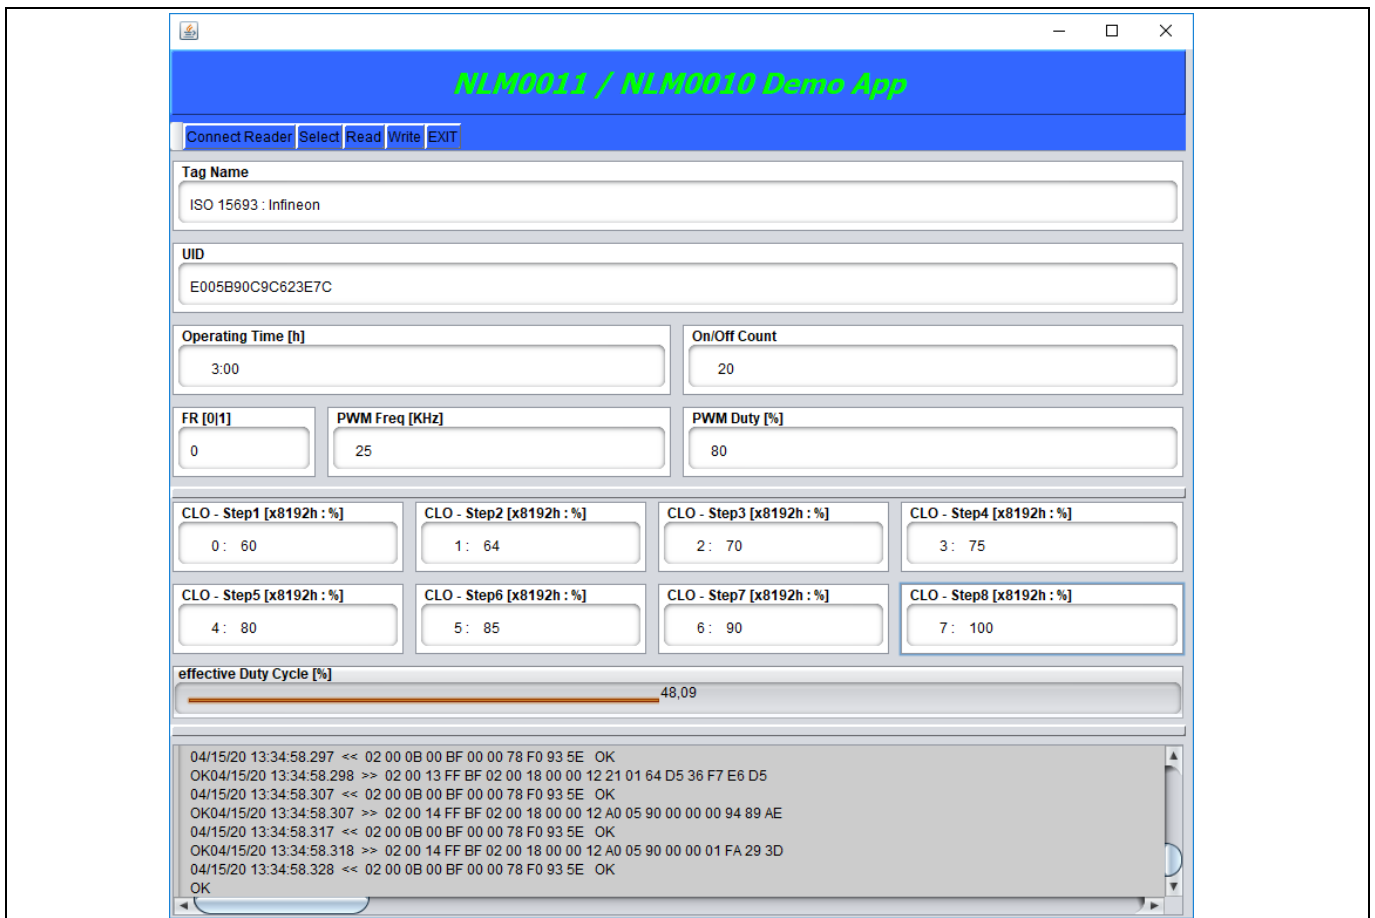 NLM0011 / NLM0010 Demo App
Connect Reader Select Read Write EXIT
Tag Name
ISO 15693 : Infineon
UID
E005B90C9C623E7C
Operating Time [h] On/Off Count
3:00 20
FR [0|1] PWM Freq [KHz] PWM Duty [%]
0 25 80
CLO - Step1 [x8192h : %] CLO - Step2 [x8192h : %] CLO - Step3 [x8192h : %] CLO - Step4 [x8192h : %]
0 : 60 1 : 64 2 : 70 3 : 75
CLO - Step5 [x8192h : %] CLO - Step6 [x8192h : %] CLO - Step7 [x8192h : %] CLO - Step8 [x8192h : %]
4 : 80 5 : 85 6 : 90 7 : 100
effective Duty Cycle [%]
48,09
04/15/20 13:34:58.297 << 02 00 0B 00 BF 00 00 78 F0 93 5E OK
OK04/15/20 13:34:58.298 >> 02 00 13 FF BF 02 00 18 00 00 12 21 01 64 D5 36 F7 E6 D5
04/15/20 13:34:58.307 << 02 00 0B 00 BF 00 00 78 F0 93 5E OK
OK04/15/20 13:34:58.307 >> 02 00 14 FF BF 02 00 18 00 00 12 A0 05 90 00 00 00 94 89 AE
04/15/20 13:34:58.317 << 02 00 0B 00 BF 00 00 78 F0 93 5E OK
OK04/15/20 13:34:58.318 >> 02 00 14 FF BF 02 00 18 00 00 12 A0 05 90 00 00 01 FA 29 3D
04/15/20 13:34:58.328 << 02 00 0B 00 BF 00 00 78 F0 93 5E OK
OK